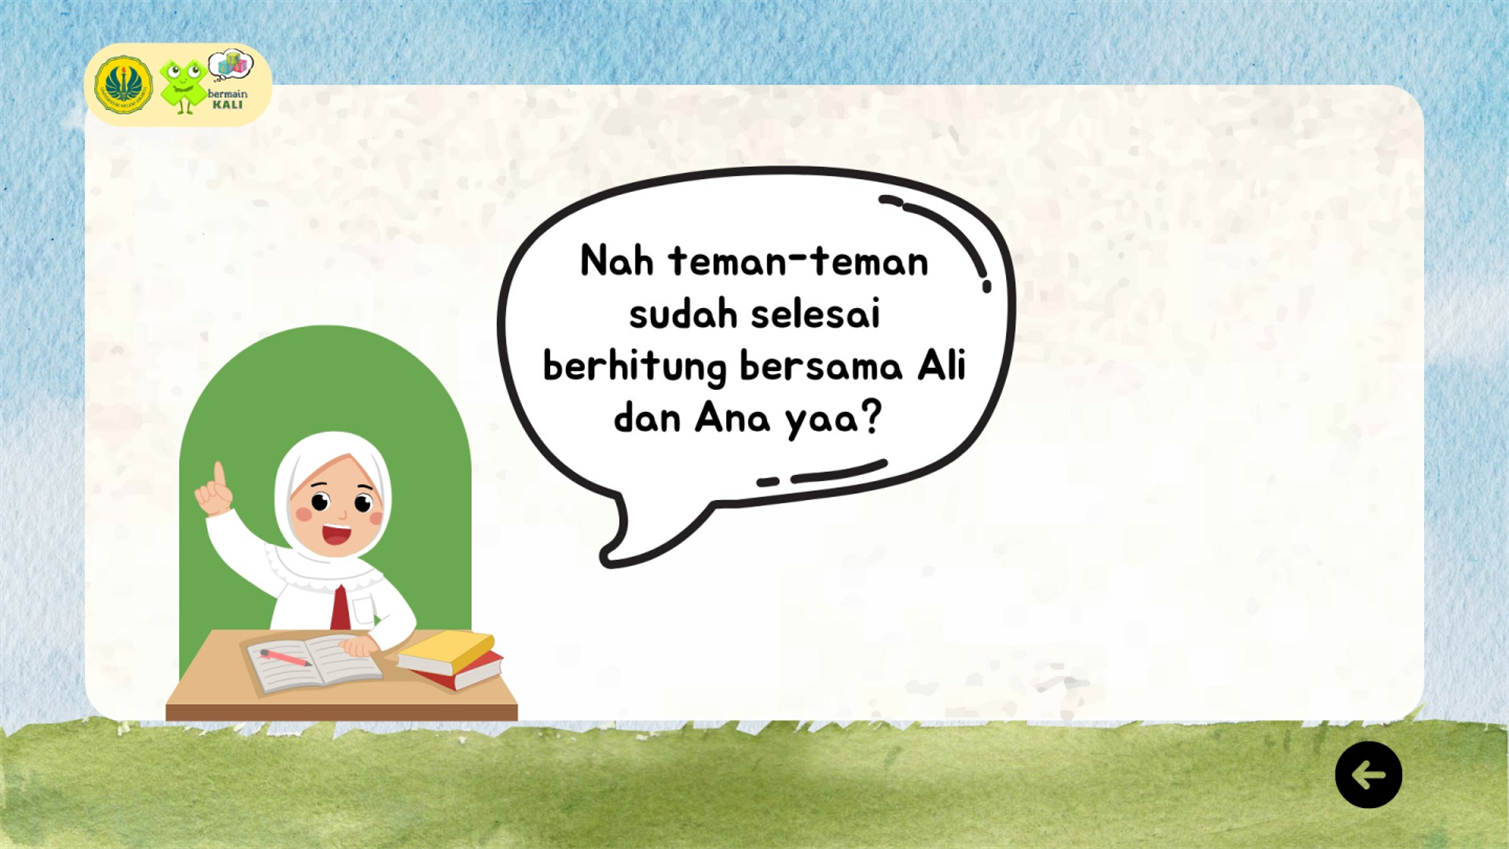 bermain
KALI
Nah teman-teman
sudah selesai
berhitung bersama Ali
dan Ana yaa?